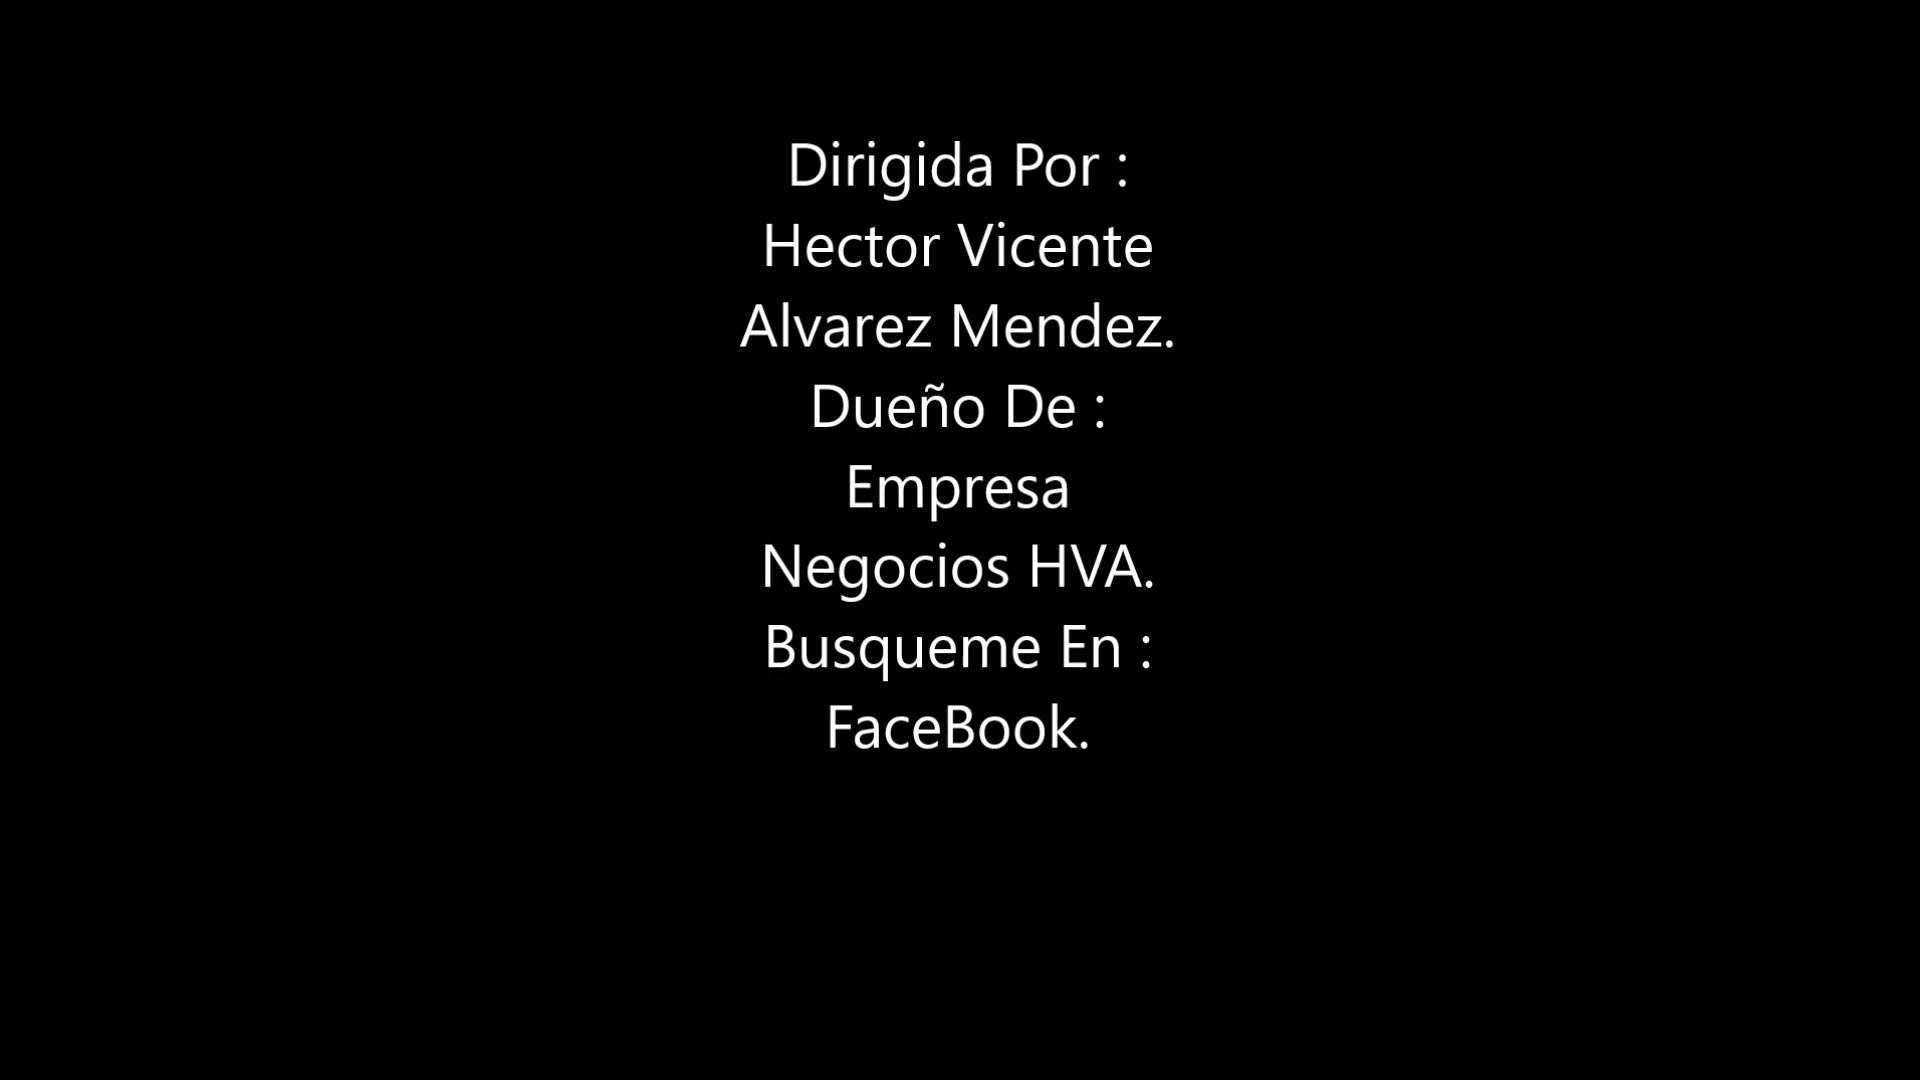 Dirigida Por :
Hector Vicente
Alvarez Mendez.
Dueño De :
Empresa
Negocios HVA.
Busqueme En :
FaceBook.